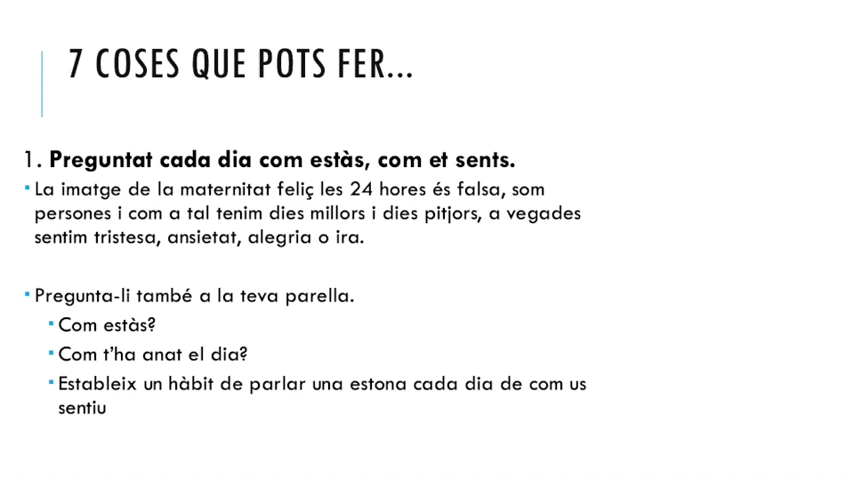 7 COSES QUE POTS FER...
1. Preguntat cada dia com estàs, com et sents.
▪ La imatge de la maternitat feliç les 24 hores és falsa, som
persones i com a tal tenim dies millors i dies pitjors, a vegades
sentim tristesa, ansietat, alegria o ira.
▪ Pregunta-li també a la teva parella.
▪ Com estàs?
▪ Com t'ha anat el dia?
▪ Estableix un hàbit de parlar una estona cada dia de com us
sentiu